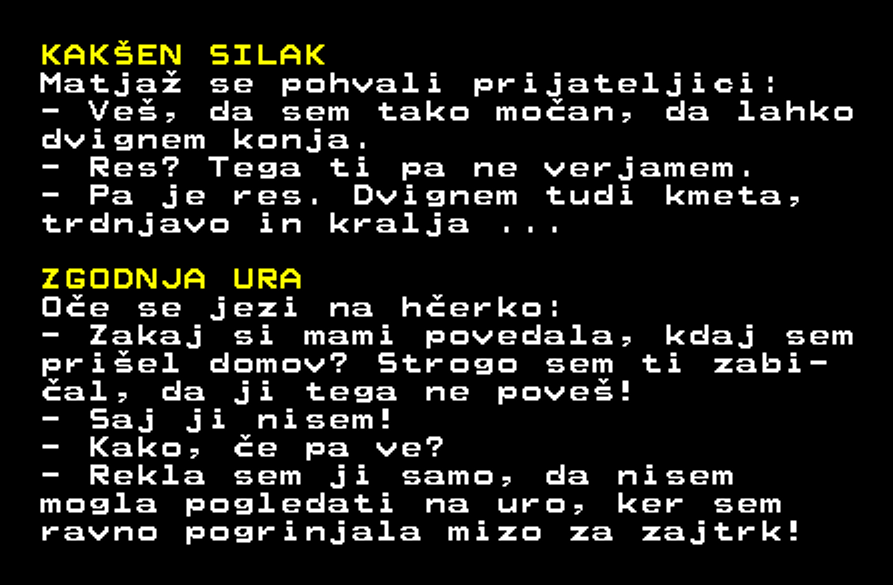 KAKŠEN SILAK
Matjaž se pohvali prijateljici:
- Veš, da sem tako močan, da lahko
dvignem konja.
- Res? Tega ti pa ne verjamem.
- Pa je res. Dvignem tudi kmeta,
trdnjavo in kralja ...
ZGODNJA URA
Oče se jezi na hčerko:
- Zakaj si mami povedala, kdaj sem
prišel domov? Strogo sem ti zabi-
čal, da ji tega ne poveš!
- Saj ji nisem!
- Kako, če pa ve?
- Rekla sem ji samo, da nisem
mogla pogledati na uro, ker sem
ravno pogrinjala mizo za zajtrk!